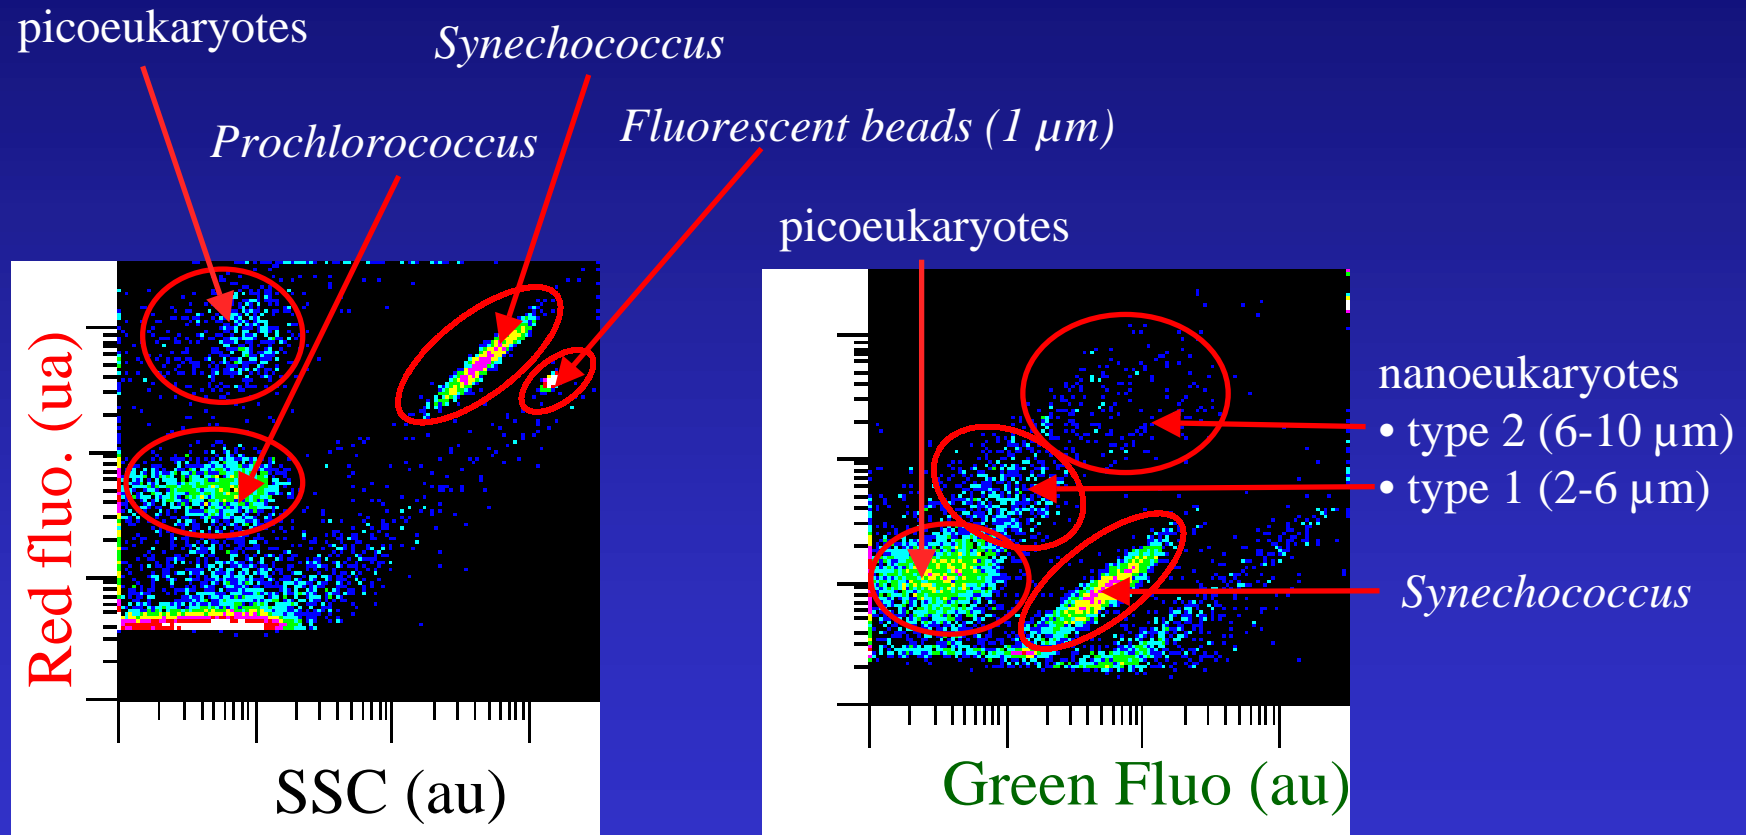 picoeukaryotes
Synechococcus
Prochlorococcus
Fluorescent beads (1 µm)
picoeukaryotes
nanoeukaryotes
• type 2 (6-10 µm)
• type 1 (2-6 µm)
Synechococcus
Red fluo. (ua)
SSC (au)
Green Fluo (au)